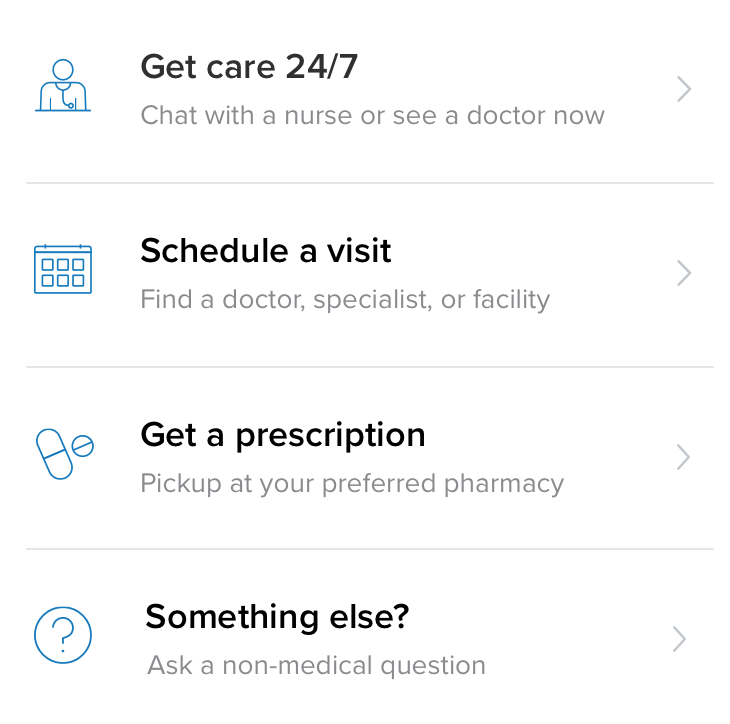 Get care 24/7
Chat with a nurse or see a doctor now
Schedule a visit
Find a doctor, specialist, or facility
Get a prescription
Pickup at your preferred pharmacy
Something else?
Ask a non-medical question